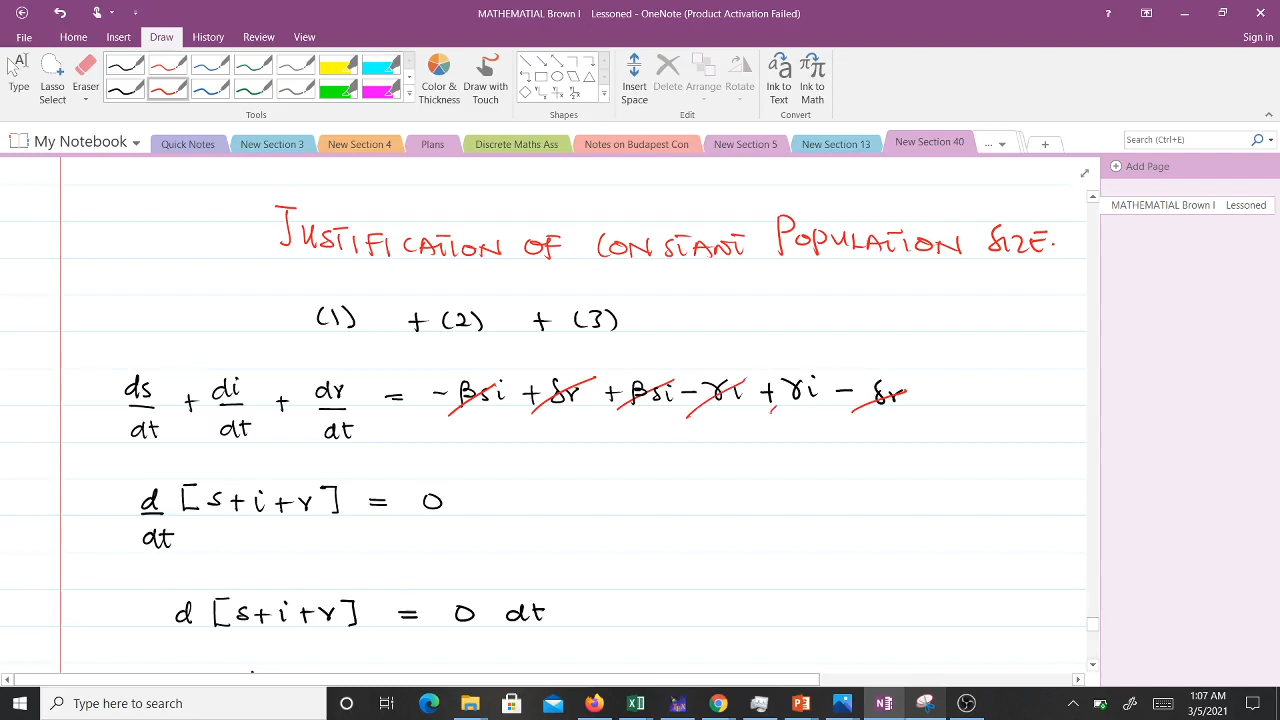 MATHEMATIAL Brown I Lessoned - OneNote (Product Activation Failed)
File Home Insert Draw History Review View Sign in
Type Lasso Select Eraser Color & Thickness Draw with Touch Insert Space Delete Arrange Rotate Ink to Text Ink to Math
Tools Shapes Edit Convert
My Notebook Quick Notes New Section 3 New Section 4 Plans Discrete Maths Ass Notes on Budapest Con New Section 5 New Section 13 New Section 40 ... Search (Ctrl+E)
Add Page
MATHEMATIAL Brown I Lessoned
JUSTIFICATION OF CONSTANT POPULATION SIZE.
(1) + (2) + (3)
ds/dt + di/dt + dr/dt = -βsi + δr + βsi - γi + γi - δr
d/dt [s+i+r] = 0
d [s+i+r] = 0 dt
Type here to search
1:07 AM
3/5/2021